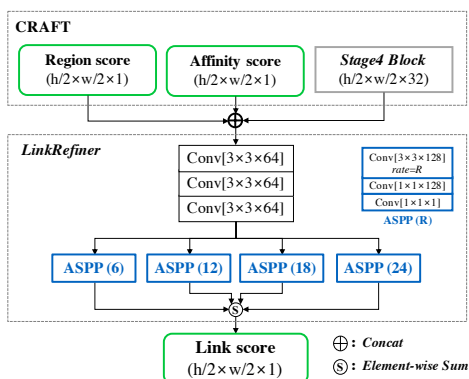 CRAFT
Region score
(h/2×w/2×1)
Affinity score
(h/2×w/2×1)
Stage4 Block
(h/2×w/2×32)
LinkRefiner
Conv[3×3×64]
Conv[3×3×64]
Conv[3×3×64]
Conv[3×3×128]
rate=R
Conv[1×1×128]
Conv[1×1×1]
ASPP (R)
ASPP (6)
ASPP (12)
ASPP (18)
ASPP (24)
S
Link score
(h/2×w/2×1)
⊕ : Concat
Ⓢ : Element-wise Sum